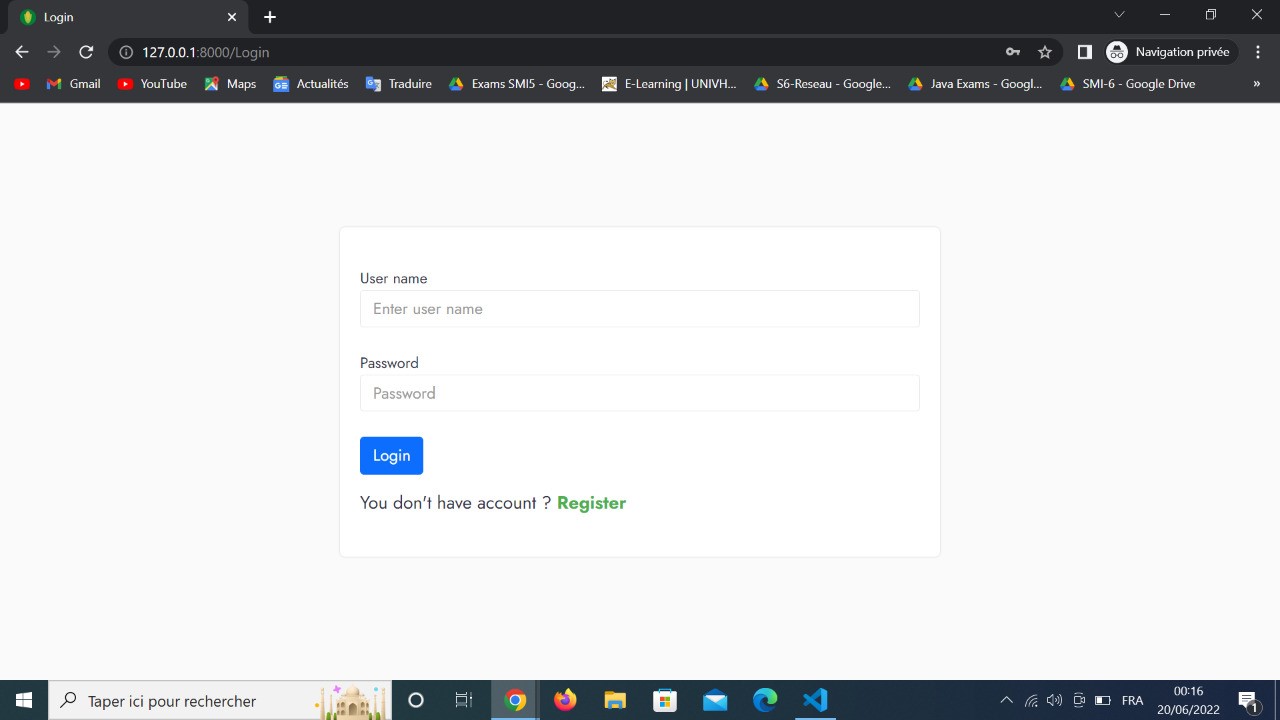 Login
127.0.0.1:8000/Login
Navigation privée
Gmail
YouTube
Maps
Actualités
Traduire
Exams SMI5 - Goog...
E-Learning | UNIVH...
S6-Reseau - Google...
Java Exams - Googl...
SMI-6 - Google Drive
»
User name
Enter user name
Password
Password
Login
You don't have account ? Register
Taper ici pour rechercher
FRA
00:16
20/06/2022
1